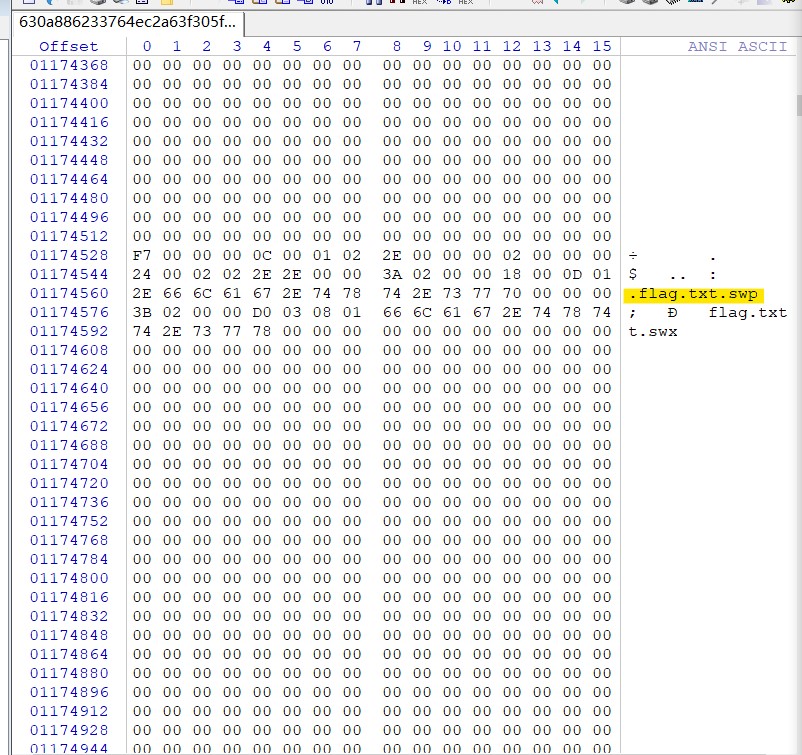 630a886233764ec2a63f305f...
Offset 0 1 2 3 4 5 6 7 8 9 10 11 12 13 14 15 ANSI ASCII
01174368 00 00 00 00 00 00 00 00 00 00 00 00 00 00 00 00
01174384 00 00 00 00 00 00 00 00 00 00 00 00 00 00 00 00
01174400 00 00 00 00 00 00 00 00 00 00 00 00 00 00 00 00
01174416 00 00 00 00 00 00 00 00 00 00 00 00 00 00 00 00
01174432 00 00 00 00 00 00 00 00 00 00 00 00 00 00 00 00
01174448 00 00 00 00 00 00 00 00 00 00 00 00 00 00 00 00
01174464 00 00 00 00 00 00 00 00 00 00 00 00 00 00 00 00
01174480 00 00 00 00 00 00 00 00 00 00 00 00 00 00 00 00
01174496 00 00 00 00 00 00 00 00 00 00 00 00 00 00 00 00
01174512 00 00 00 00 00 00 00 00 00 00 00 00 00 00 00 00
01174528 F7 00 00 00 0C 00 01 02 2E 00 00 00 02 00 00 00 ÷ .
01174544 24 00 02 02 2E 2E 00 00 3A 02 00 00 18 00 0D 01 $ .. :
01174560 2E 66 6C 61 67 2E 74 78 74 2E 73 77 70 00 00 00 .flag.txt.swp
01174576 3B 02 00 00 D0 03 08 01 66 6C 61 67 2E 74 78 74 ; Ð flag.txt
01174592 74 2E 73 77 78 00 00 00 00 00 00 00 00 00 00 00 t.swx
01174608 00 00 00 00 00 00 00 00 00 00 00 00 00 00 00 00
01174624 00 00 00 00 00 00 00 00 00 00 00 00 00 00 00 00
01174640 00 00 00 00 00 00 00 00 00 00 00 00 00 00 00 00
01174656 00 00 00 00 00 00 00 00 00 00 00 00 00 00 00 00
01174672 00 00 00 00 00 00 00 00 00 00 00 00 00 00 00 00
01174688 00 00 00 00 00 00 00 00 00 00 00 00 00 00 00 00
01174704 00 00 00 00 00 00 00 00 00 00 00 00 00 00 00 00
01174720 00 00 00 00 00 00 00 00 00 00 00 00 00 00 00 00
01174736 00 00 00 00 00 00 00 00 00 00 00 00 00 00 00 00
01174752 00 00 00 00 00 00 00 00 00 00 00 00 00 00 00 00
01174768 00 00 00 00 00 00 00 00 00 00 00 00 00 00 00 00
01174784 00 00 00 00 00 00 00 00 00 00 00 00 00 00 00 00
01174800 00 00 00 00 00 00 00 00 00 00 00 00 00 00 00 00
01174816 00 00 00 00 00 00 00 00 00 00 00 00 00 00 00 00
01174832 00 00 00 00 00 00 00 00 00 00 00 00 00 00 00 00
01174848 00 00 00 00 00 00 00 00 00 00 00 00 00 00 00 00
01174864 00 00 00 00 00 00 00 00 00 00 00 00 00 00 00 00
01174880 00 00 00 00 00 00 00 00 00 00 00 00 00 00 00 00
01174896 00 00 00 00 00 00 00 00 00 00 00 00 00 00 00 00
01174912 00 00 00 00 00 00 00 00 00 00 00 00 00 00 00 00
01174928 00 00 00 00 00 00 00 00 00 00 00 00 00 00 00 00
01174944 00 00 00 00 00 00 00 00 00 00 00 00 00 00 00 00